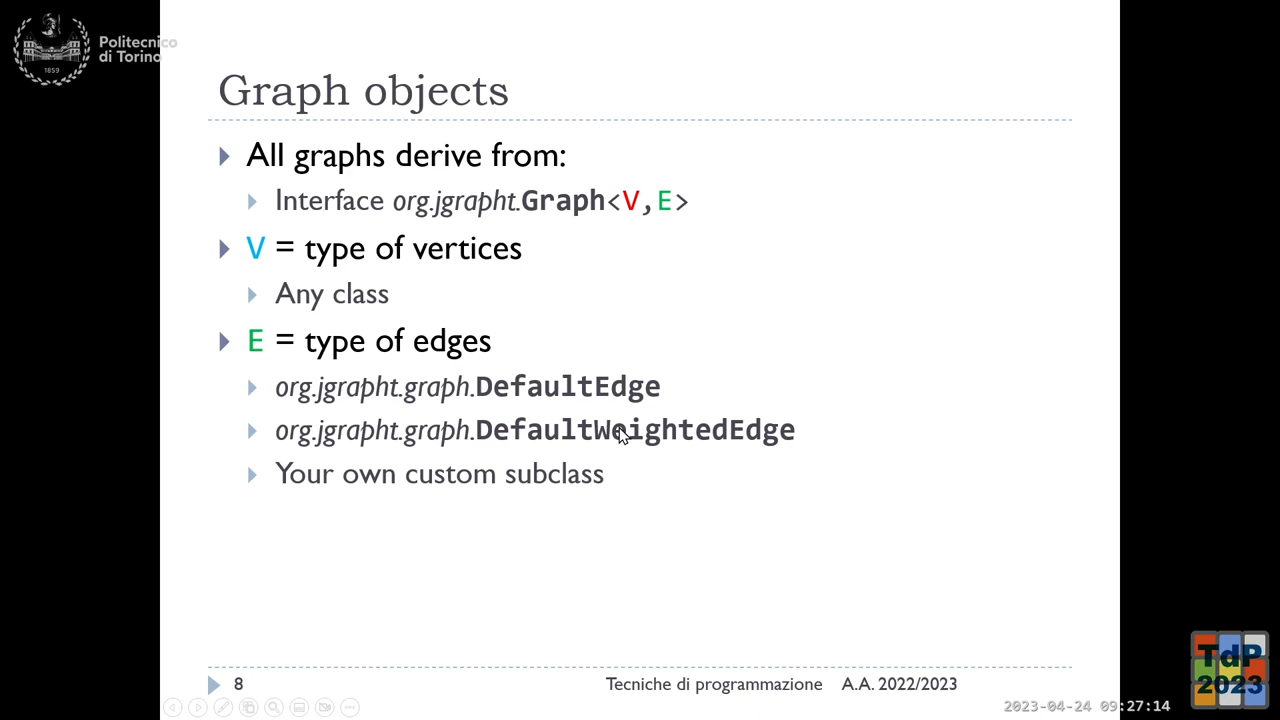 Politecnico
di Torino
1859
Graph objects
All graphs derive from:
Interface org.jgrapht.Graph<V,E>
V = type of vertices
Any class
E = type of edges
org.jgrapht.graph.DefaultEdge
org.jgrapht.graph.DefaultWeightedEdge
Your own custom subclass
8
Tecniche di programmazione A.A. 2022/2023
TdP
2023
2023-04-24 09:27:14